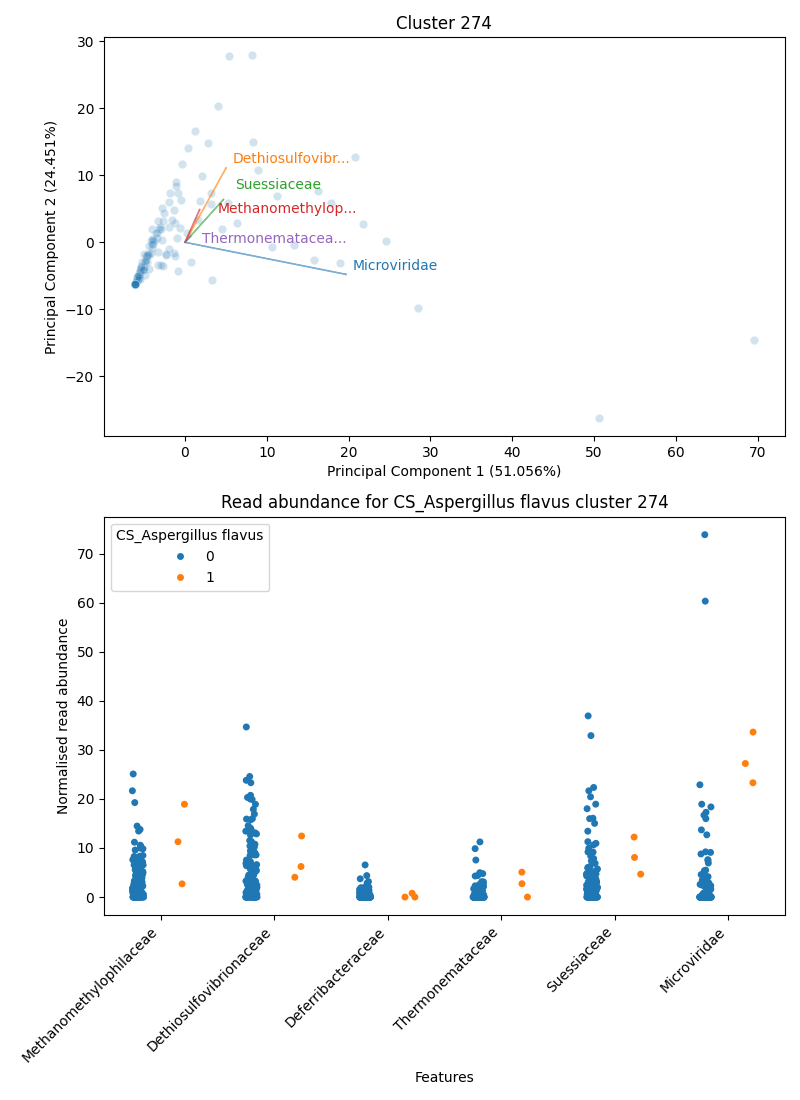 Cluster 274
30
20
10
0
−10
−20
Principal Component 2 (24.451%)
Dethiosulfovibr...
Suessiaceae
Methanomethylop...
Thermonematacea...
Microviridae
0 10 20 30 40 50 60 70
Principal Component 1 (51.056%)
Read abundance for CS_Aspergillus flavus cluster 274
CS_Aspergillus flavus
0
1
70
60
50
40
30
20
10
0
Normalised read abundance
Methanomethylophilaceae
Dethiosulfovibrionaceae
Deferribacteraceae
Thermonemataceae
Suessiaceae
Microviridae
Features